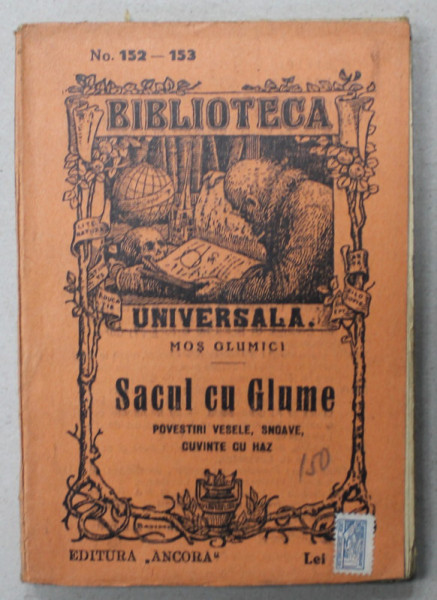 No. 152 — 153
BIBLIOTECA
UNIVERSALA.
MOȘ GLUMICI
Sacul cu Glume
POVESTIRI VESELE, SNOAVE,
CUVINTE CU HAZ
150
EDITURA „ANCORA“
Lei